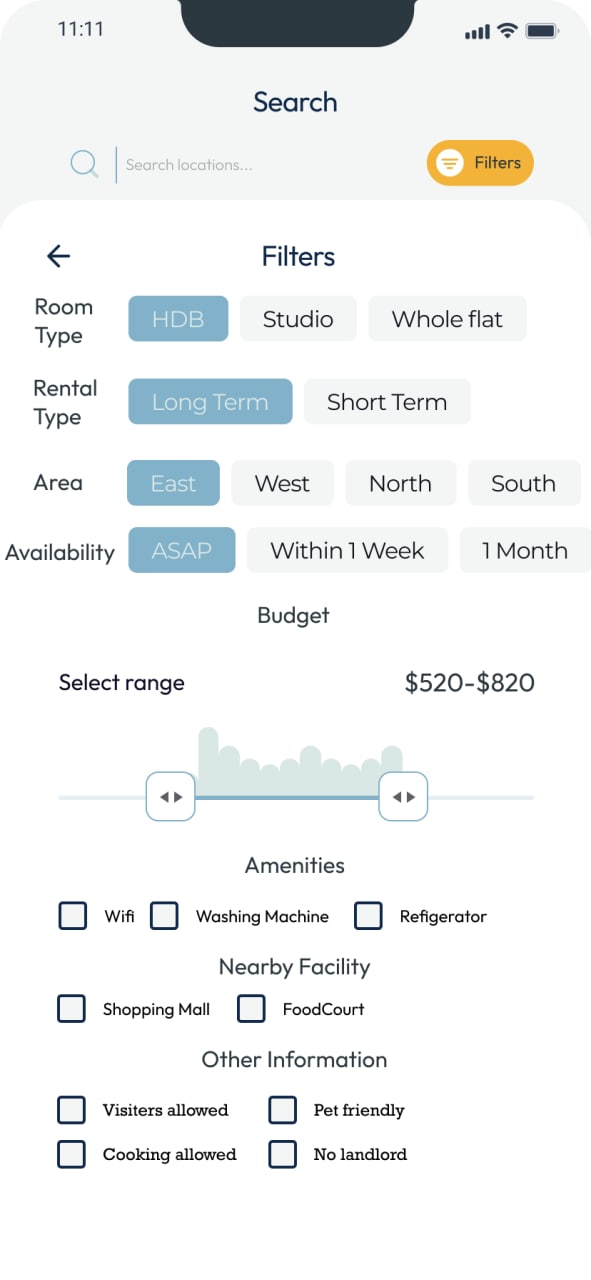 11:11
Search
Search locations...
Filters
Filters
Room
Type
HDB
Studio
Whole flat
Rental
Type
Long Term
Short Term
Area
East
West
North
South
Availability
ASAP
Within 1 Week
1 Month
Budget
Select range
$520-$820
Amenities
Wifi
Washing Machine
Refigerator
Nearby Facility
Shopping Mall
FoodCourt
Other Information
Visiters allowed
Pet friendly
Cooking allowed
No landlord